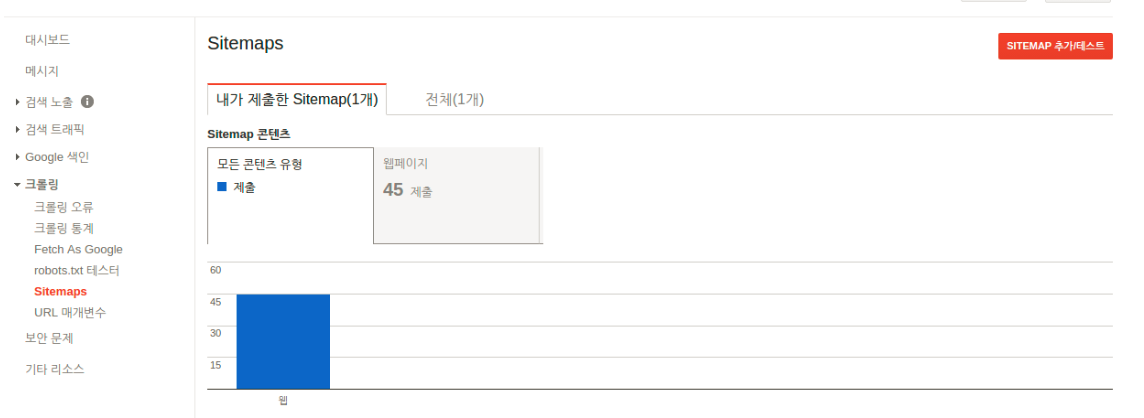 대시보드
메시지
검색 노출
검색 트래픽
Google 색인
크롤링
크롤링 오류
크롤링 통계
Fetch As Google
robots.txt 테스터
Sitemaps
URL 매개변수
보안 문제
기타 리소스
Sitemaps
SITEMAP 추가/테스트
내가 제출한 Sitemap(1개)
전체(1개)
Sitemap 콘텐츠
모든 콘텐츠 유형
제출
웹페이지
45 제출
60
45
30
15
웹